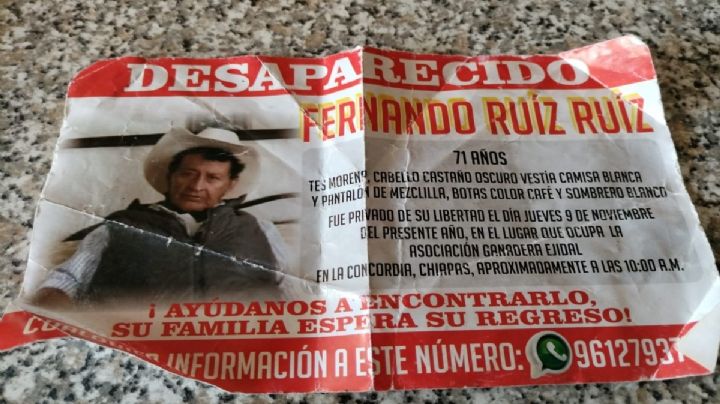 DESAPARECIDO
FERNANDO RUÍZ RUÍZ
71 AÑOS
TES MORENO, CABELLO CASTAÑO OSCURO VESTÍA CAMISA BLANCA
Y PANTALÓN DE MEZCLILLA, BOTAS COLOR CAFÉ Y SOMBRERO BLANCO
FUE PRIVADO DE SU LIBERTAD EL DÍA JUEVES 9 DE NOVIEMBRE
DEL PRESENTE AÑO, EN EL LUGAR QUE OCUPA LA
ASOCIACIÓN GANADERA EJIDAL
EN LA CONCORDIA, CHIAPAS, APROXIMADAMENTE A LAS 10:00 A.M.
¡ AYÚDANOS A ENCONTRARLO,
SU FAMILIA ESPERA SU REGRESO!
INFORMACIÓN A ESTE NÚMERO: 96127937